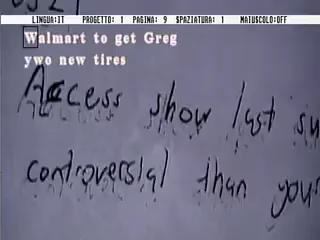 LINGUA:IT PROGETTO: 1 PAGINA: 9 SPAZIATURA: 1 MAIUSCOLO:OFF
Walmart to get Greg
ywo new tires
Access show last su
controversial than your